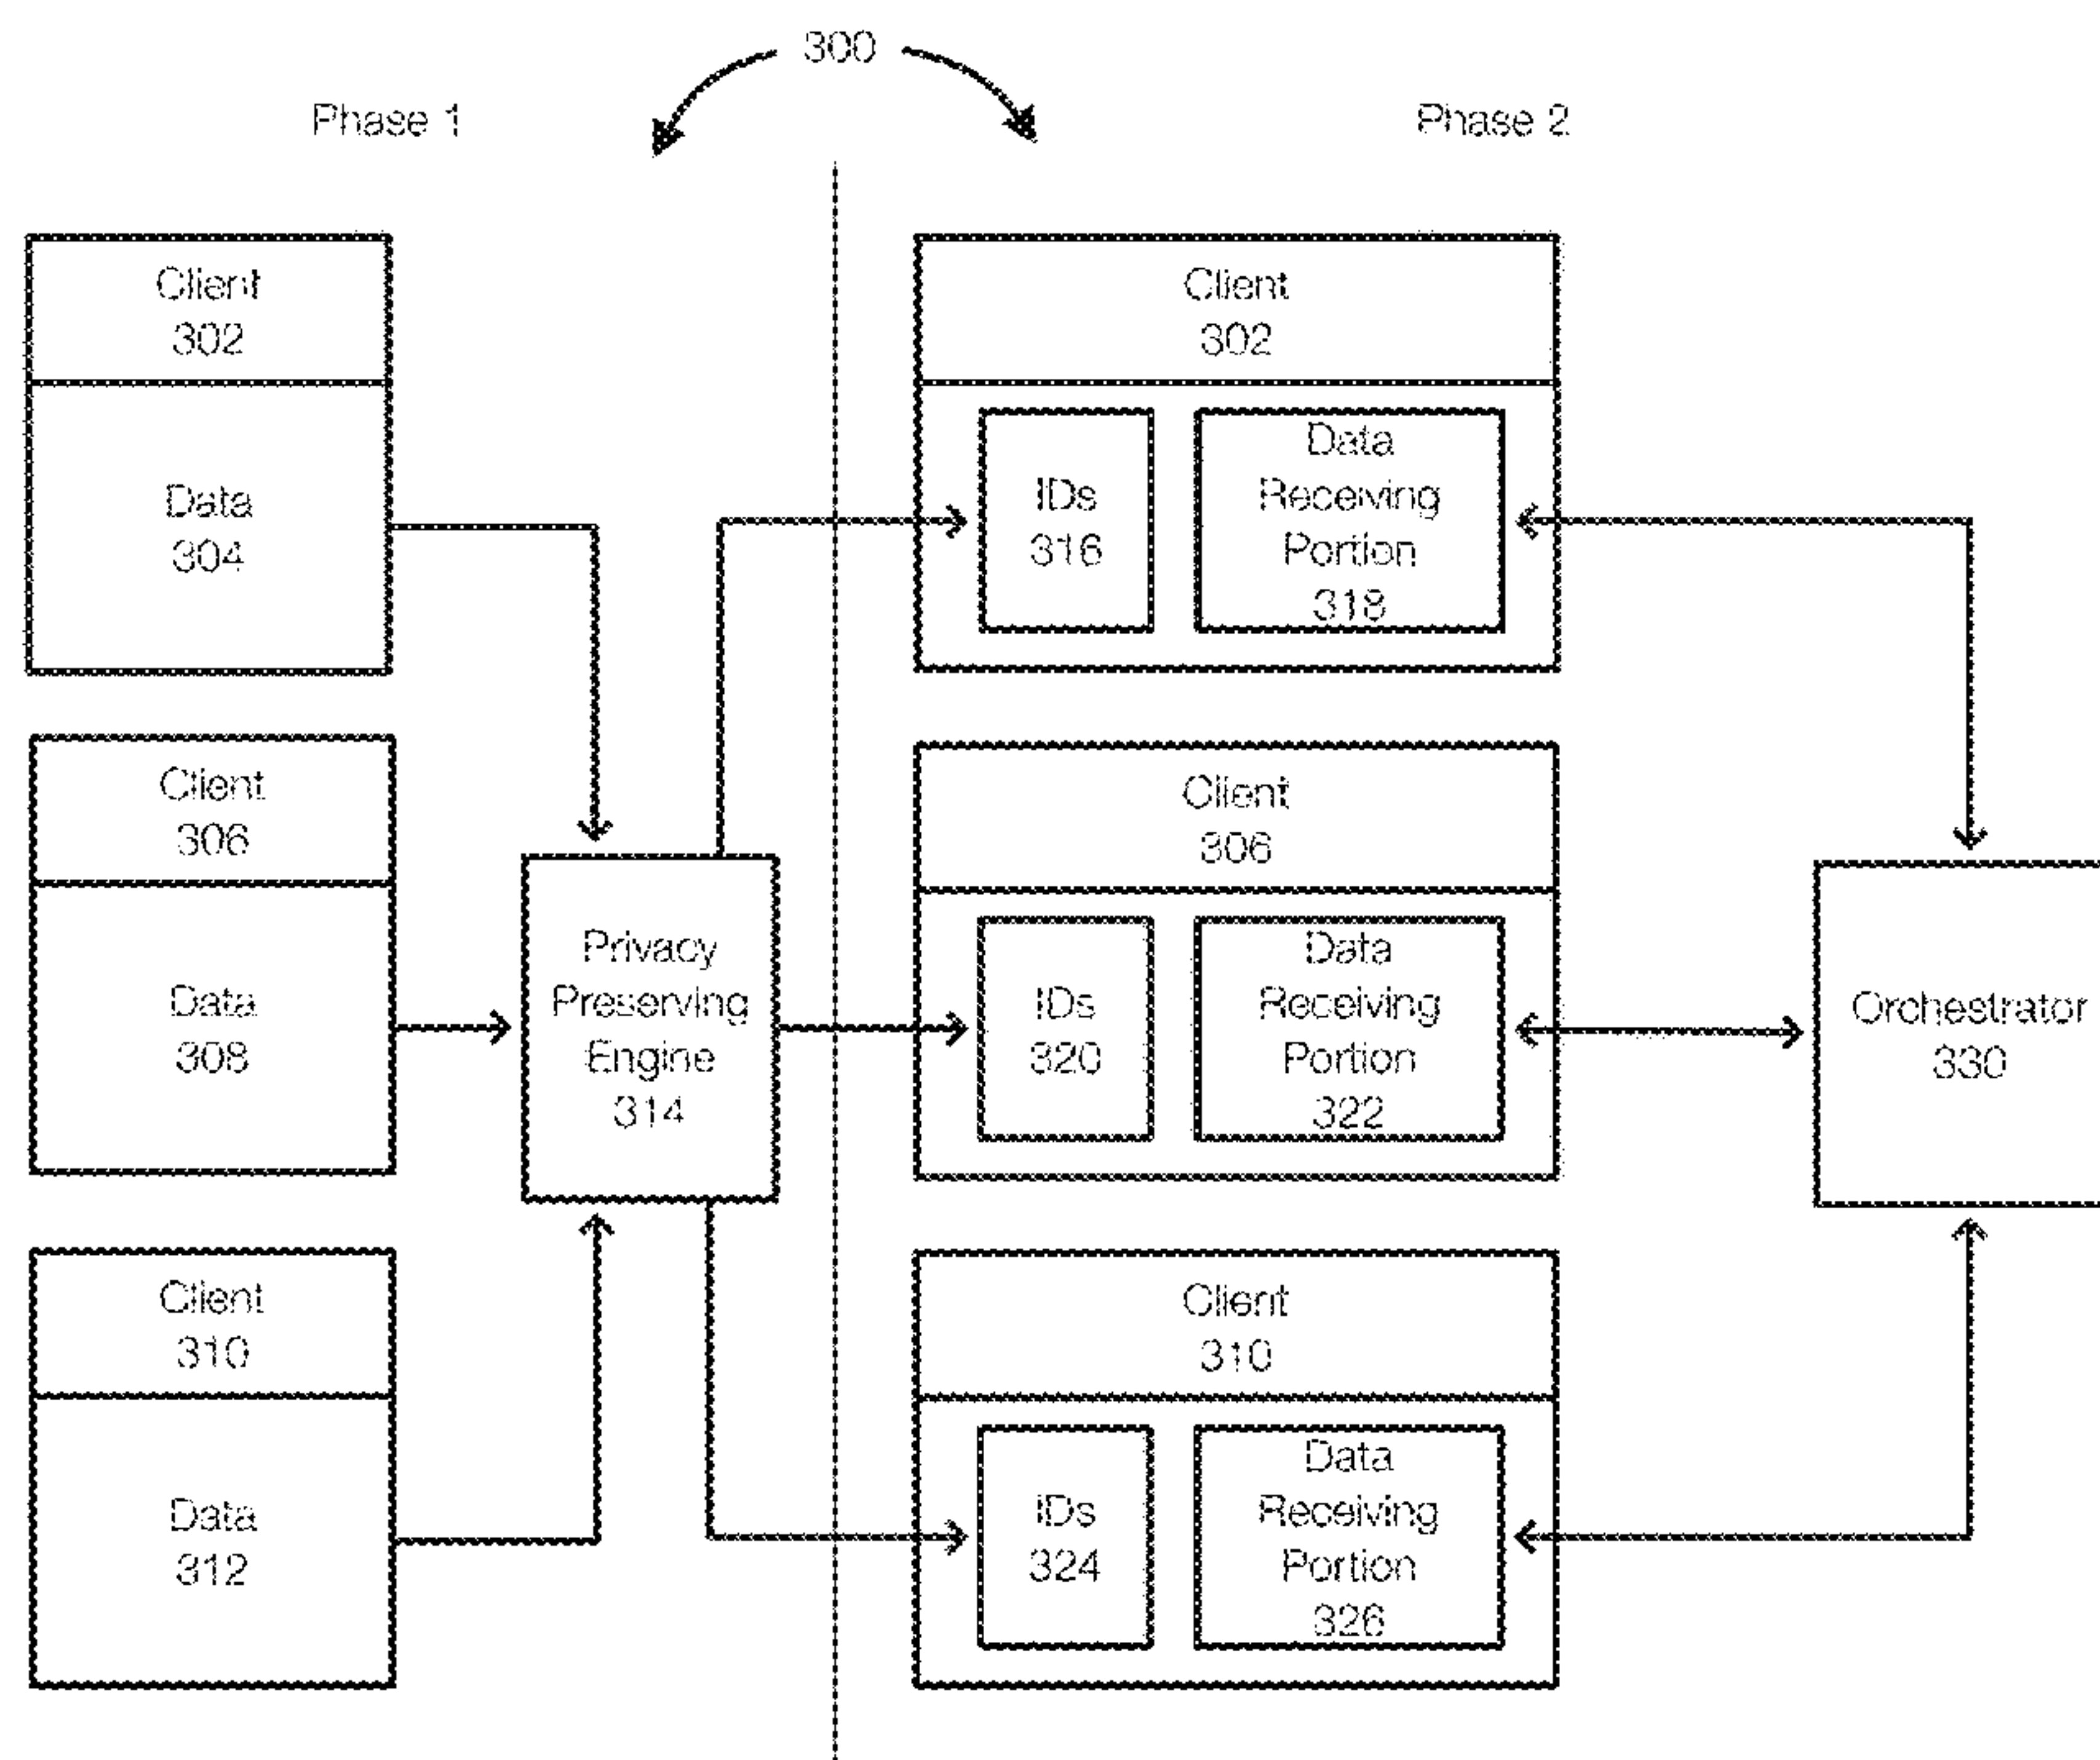 300
Phase 1
Phase 2
Client
302
Data
304
Client
306
Data
308
Client
310
Data
312
Privacy
Preserving
Engine
314
Client
302
IDs
316
Data
Receiving
Portion
318
Client
306
IDs
320
Data
Receiving
Portion
322
Client
310
IDs
324
Data
Receiving
Portion
326
Orchestrator
330